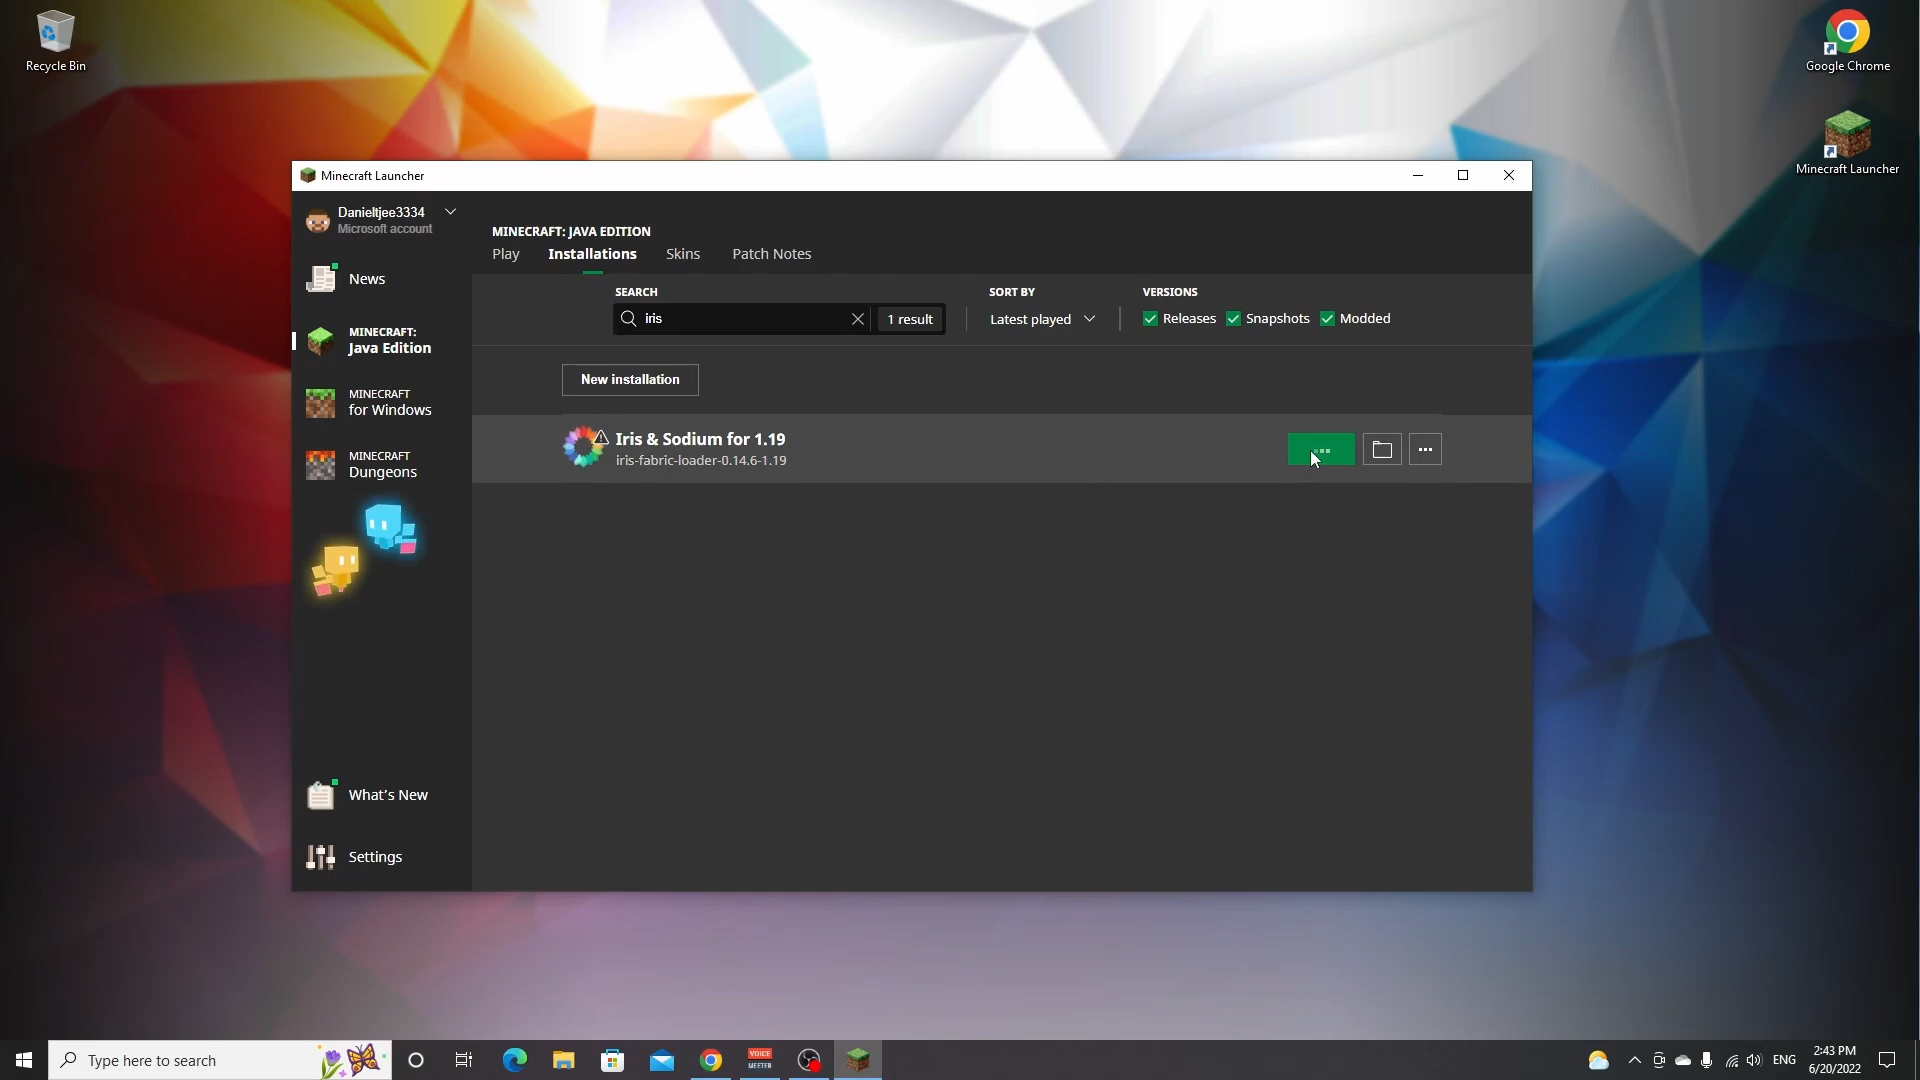 Recycle Bin
Google Chrome
Minecraft Launcher
Minecraft Launcher
Danieltjee3334
Microsoft account
News
MINECRAFT:
Java Edition
MINECRAFT
for Windows
MINECRAFT
Dungeons
What's New
Settings
MINECRAFT: JAVA EDITION
Play Installations Skins Patch Notes
SEARCH SORT BY VERSIONS
iris 1 result Latest played Releases Snapshots Modded
New installation
Iris & Sodium for 1.19
iris-fabric-loader-0.14.6-1.19
Type here to search
VOICE
MEETER
ENG
2:43 PM
6/20/2022